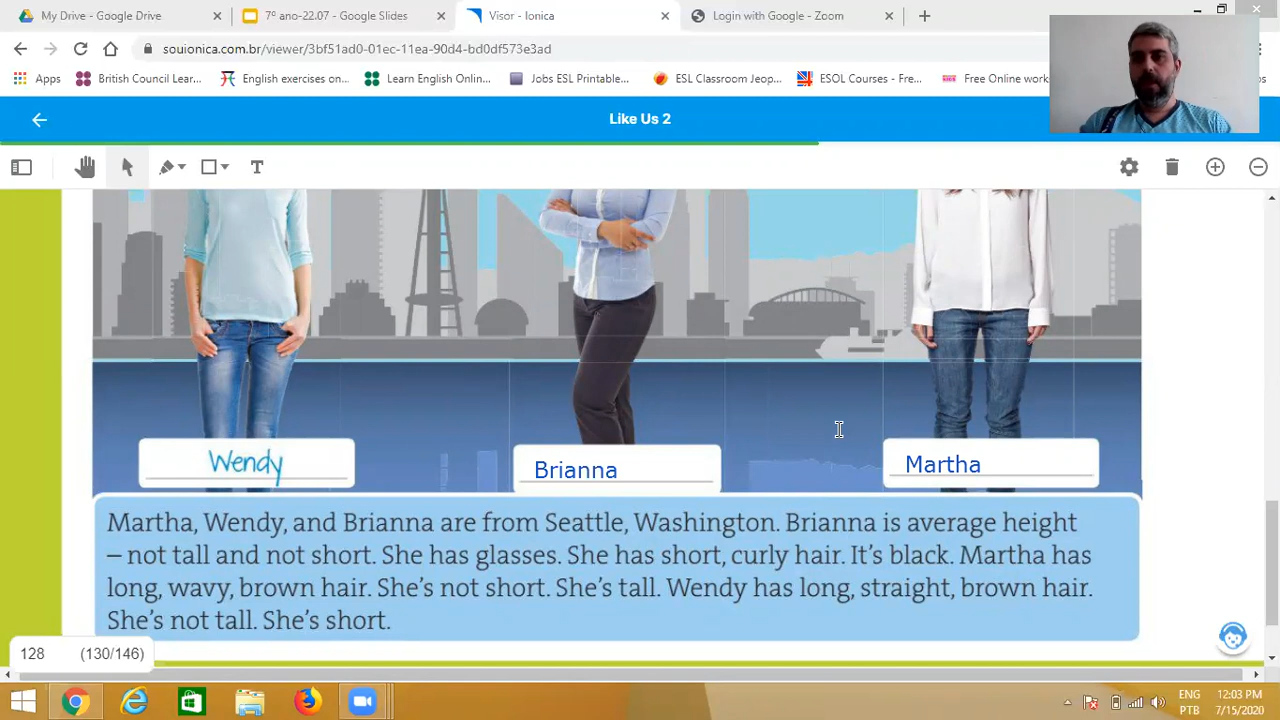 My Drive - Google Drive
7º ano-22.07 - Google Slides
Visor - Ionica
Login with Google - Zoom
souionica.com.br/viewer/3bf51ad0-01ec-11ea-90d4-bd0df573e3ad
Apps
British Council Lear...
English exercises on...
Learn English Onlin...
Jobs ESL Printable...
ESL Classroom Jeop...
ESOL Courses - Fre...
Free Online works
Like Us 2
T
Wendy
Brianna
Martha
Martha, Wendy, and Brianna are from Seattle, Washington. Brianna is average height
– not tall and not short. She has glasses. She has short, curly hair. It's black. Martha has
long, wavy, brown hair. She's not short. She's tall. Wendy has long, straight, brown hair.
She's not tall. She's short.
128 (130/146)
ENG
PTB
12:03 PM
7/15/2020